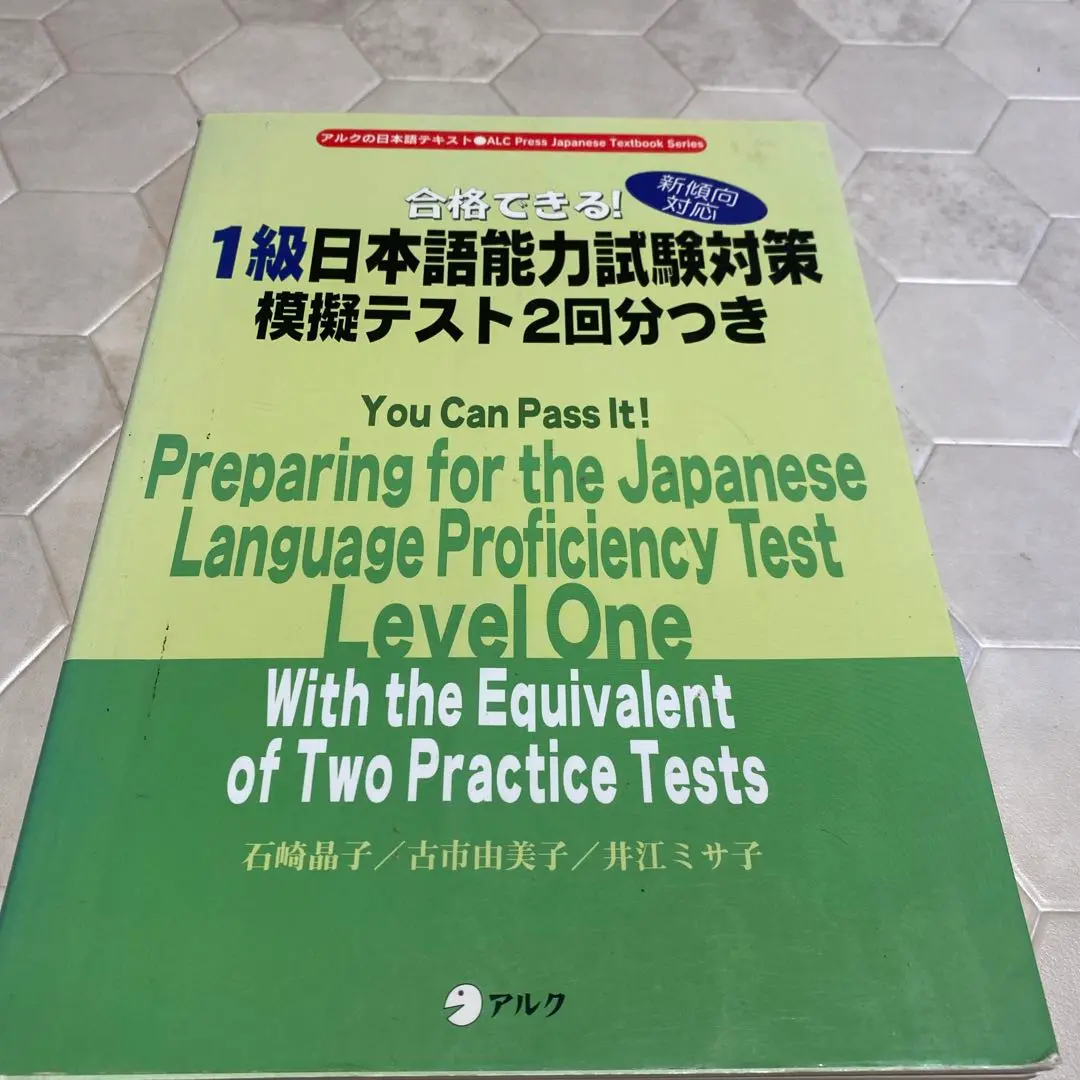 アルクの日本語テキスト●ALC Press Japanese Textbook Series
合格できる!
新傾向
対応
1級日本語能力試験対策
模擬テスト2回分つき
You Can Pass It!
Preparing for the Japanese
Language Proficiency Test
Level One
With the Equivalent
of Two Practice Tests
石崎晶子/古市由美子/井江ミサ子
アルク